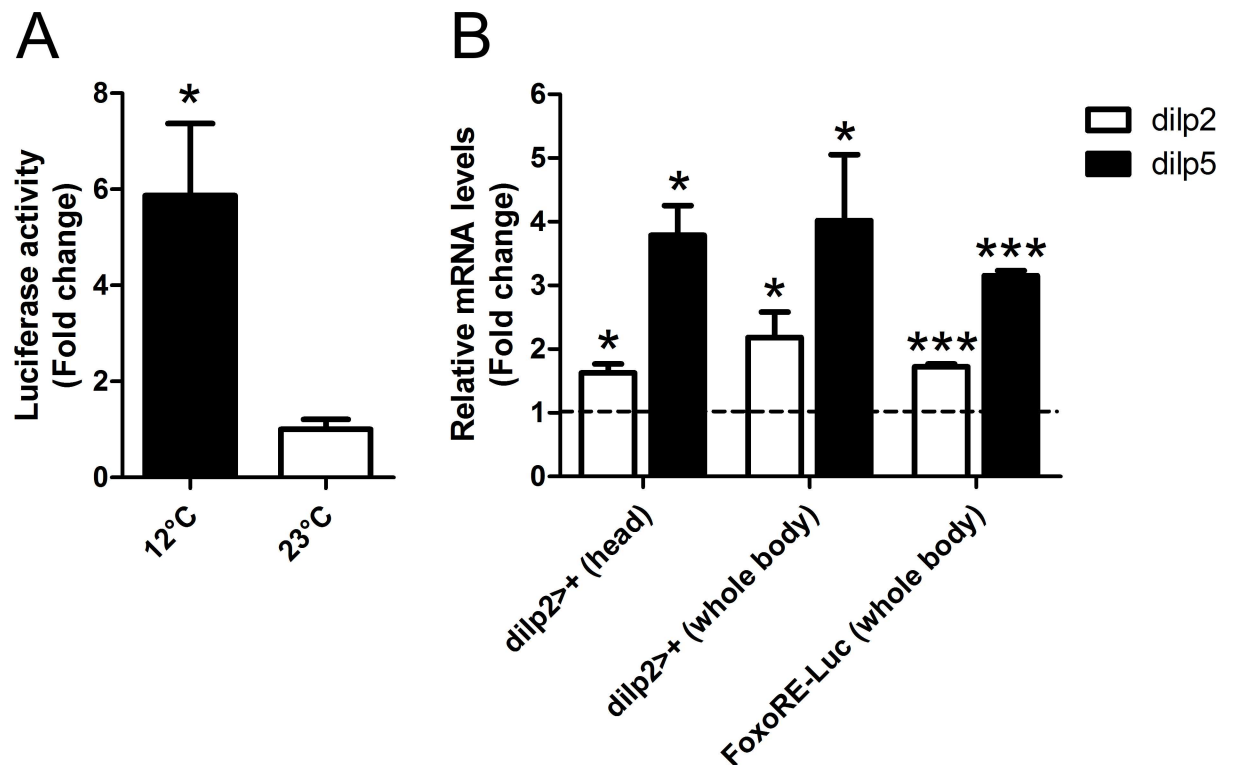 A
Luciferase activity
(Fold change)
8
6
4
2
0
*
12°C
23°C
B
Relative mRNA levels
(Fold change)
6
5
4
3
2
1
0
*
*
*
*
***
***
dilp2>+ (head)
dilp2>+ (whole body)
FoxoRE-Luc (whole body)
dilp2
dilp5